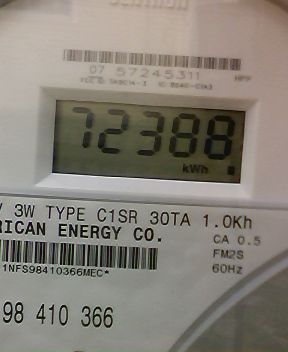 07 57245311
72388
kWh
3W TYPE C1SR 30TA 1.0Kh
RICAN ENERGY CO.
CA 0.5
FM2S
1NFS98410366MEC*
60Hz
98 410 366